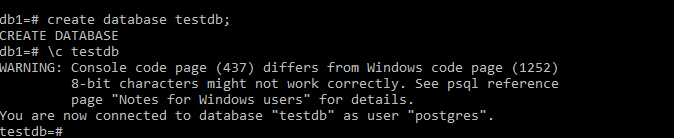 db1=# create database testdb;
CREATE DATABASE
db1=# \c testdb
WARNING: Console code page (437) differs from Windows code page (1252)
8-bit characters might not work correctly. See psql reference
page "Notes for Windows users" for details.
You are now connected to database "testdb" as user "postgres".
testdb=#